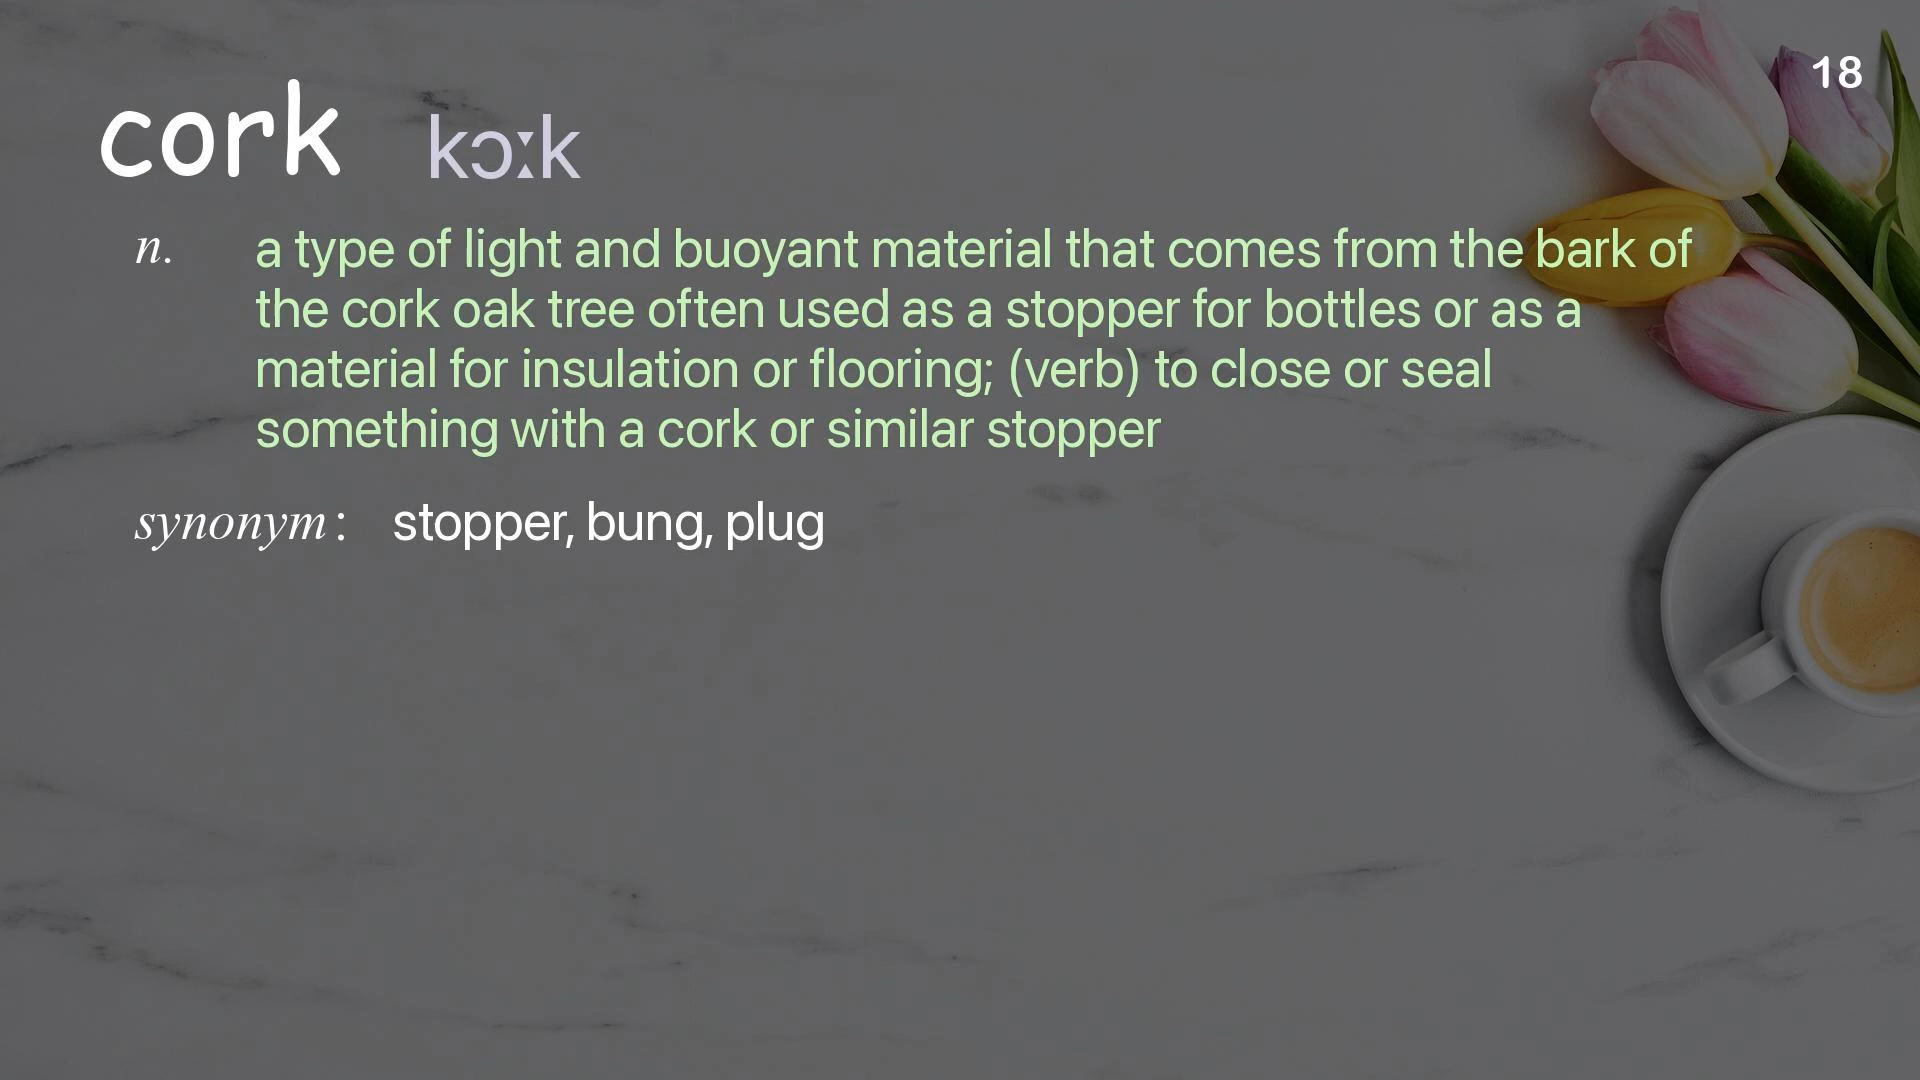 18
cork kɔːk
n. a type of light and buoyant material that comes from the bark of
the cork oak tree often used as a stopper for bottles or as a
material for insulation or flooring; (verb) to close or seal
something with a cork or similar stopper
synonym: stopper, bung, plug